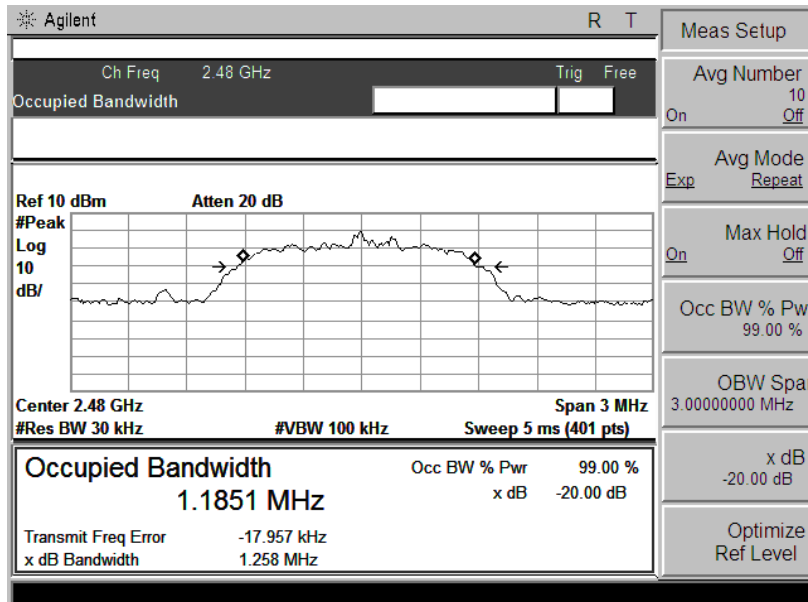 Agilent R T
Ch Freq 2.48 GHz Trig Free
Occupied Bandwidth
Ref 10 dBm Atten 20 dB
#Peak
Log
10
dB/
Center 2.48 GHz Span 3 MHz
#Res BW 30 kHz #VBW 100 kHz Sweep 5 ms (401 pts)
Occupied Bandwidth
1.1851 MHz
Occ BW % Pwr 99.00 %
x dB -20.00 dB
Transmit Freq Error -17.957 kHz
x dB Bandwidth 1.258 MHz
Meas Setup
Avg Number
10
On Off
Avg Mode
Exp Repeat
Max Hold
On Off
Occ BW % Pw
99.00 %
OBW Spa
3.00000000 MHz
x dB
-20.00 dB
Optimize
Ref Level